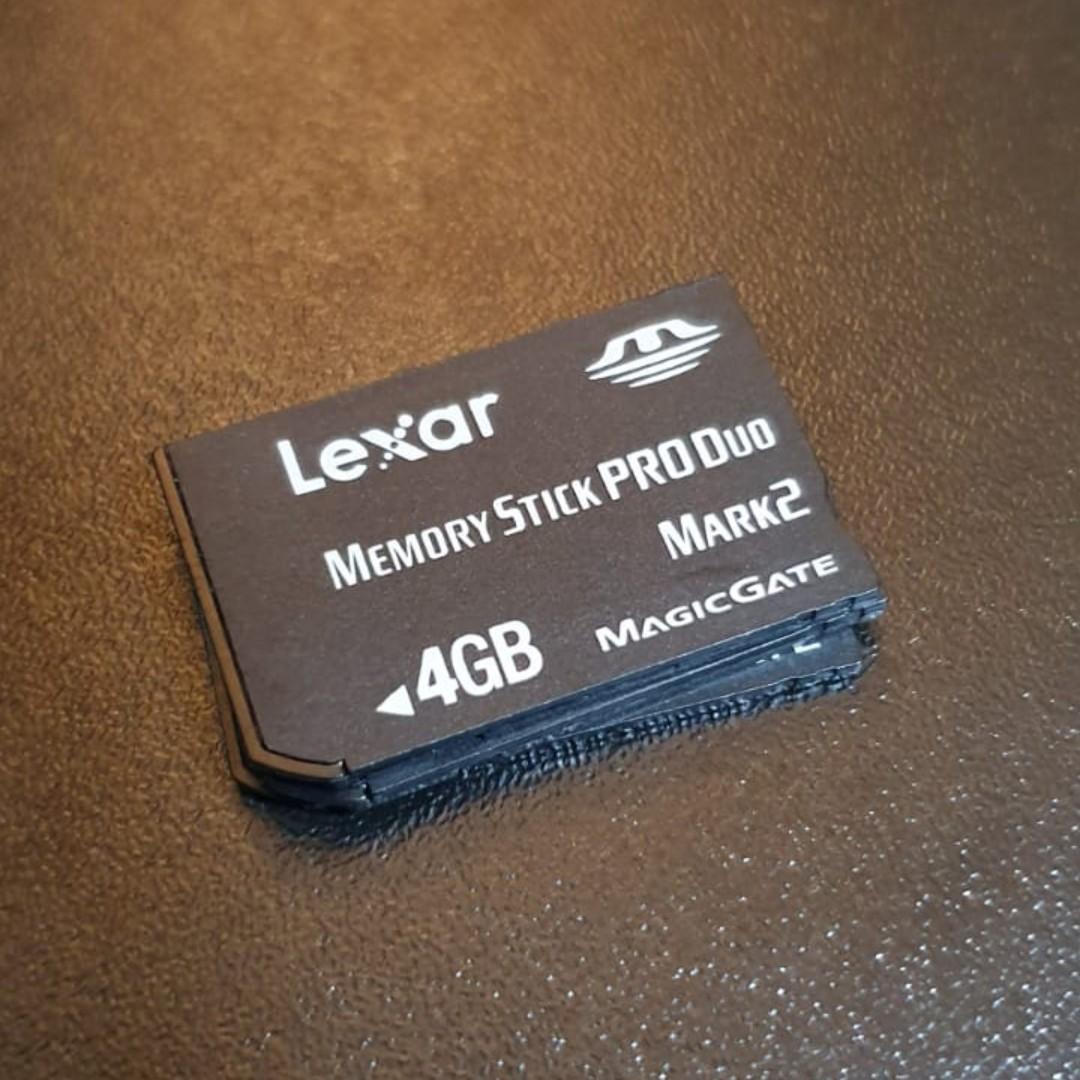 Lexar
MEMORY STICK PRO DUO
MARK2
MAGICGATE
4GB